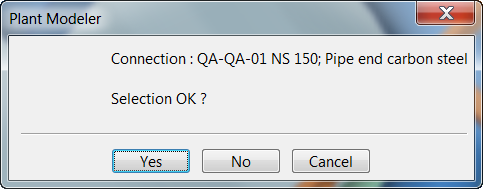 Plant Modeler
Connection : QA-QA-01 NS 150; Pipe end carbon steel
Selection OK ?
Yes No Cancel